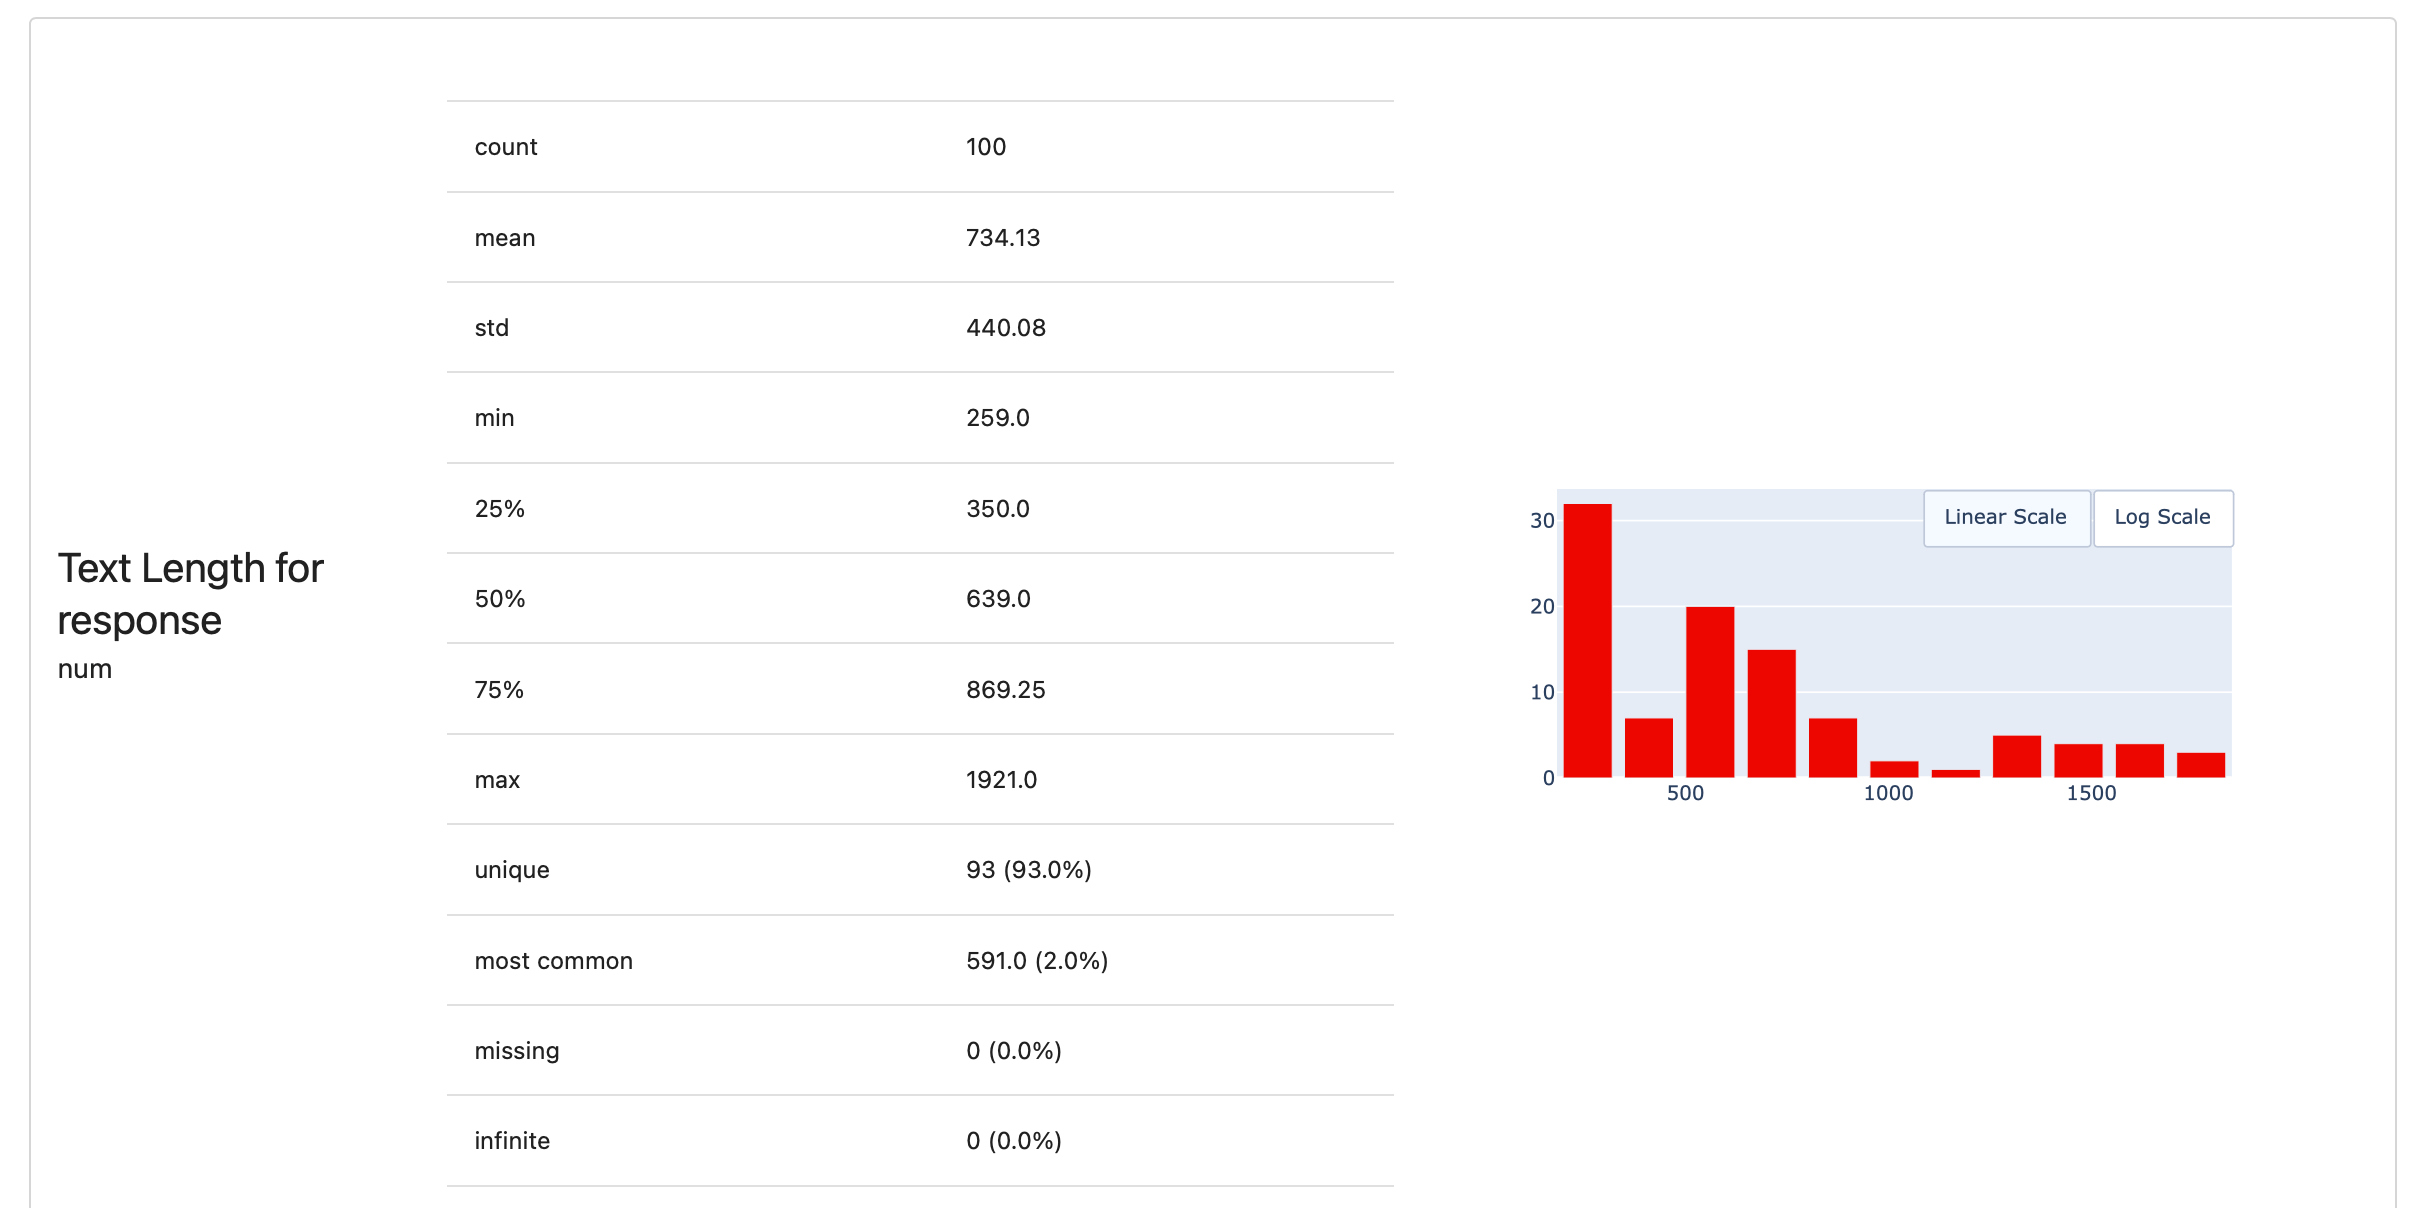 Text Length for
response
num
count 100
mean 734.13
std 440.08
min 259.0
25% 350.0
50% 639.0
75% 869.25
max 1921.0
unique 93 (93.0%)
most common 591.0 (2.0%)
missing 0 (0.0%)
infinite 0 (0.0%)
Linear Scale Log Scale
30
20
10
0
500 1000 1500